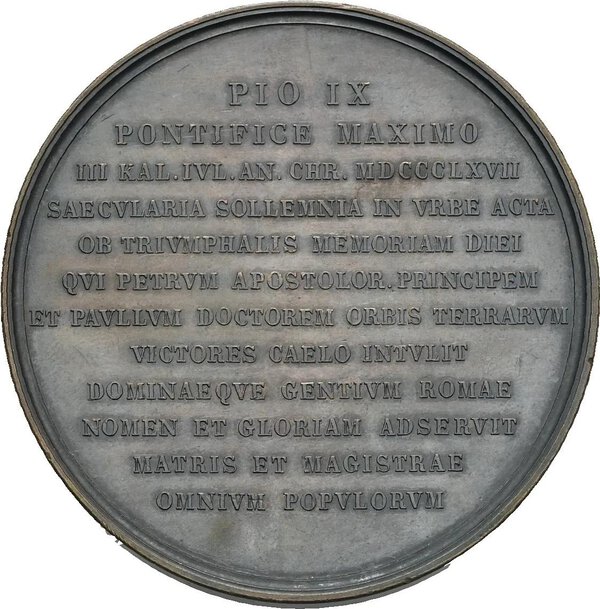 PIO IX
PONTIFICE MAXIMO
III KAL. IVL. AN. CHR. MDCCCLXVII
SAECVLARIA SOLLEMNIA IN VRBE ACTA
OB TRIVMPHALIS MEMORIAM DIEI
QVI PETRVM APOSTOLOR. PRINCIPEM
ET PAVLLVM DOCTOREM ORBIS TERRARVM
VICTORES CAELO INTVLIT
DOMINAEQVE GENTIVM ROMAE
NOMEN ET GLORIAM ADSERVIT
MATRIS ET MAGISTRAE
OMNIVM POPVLORVM